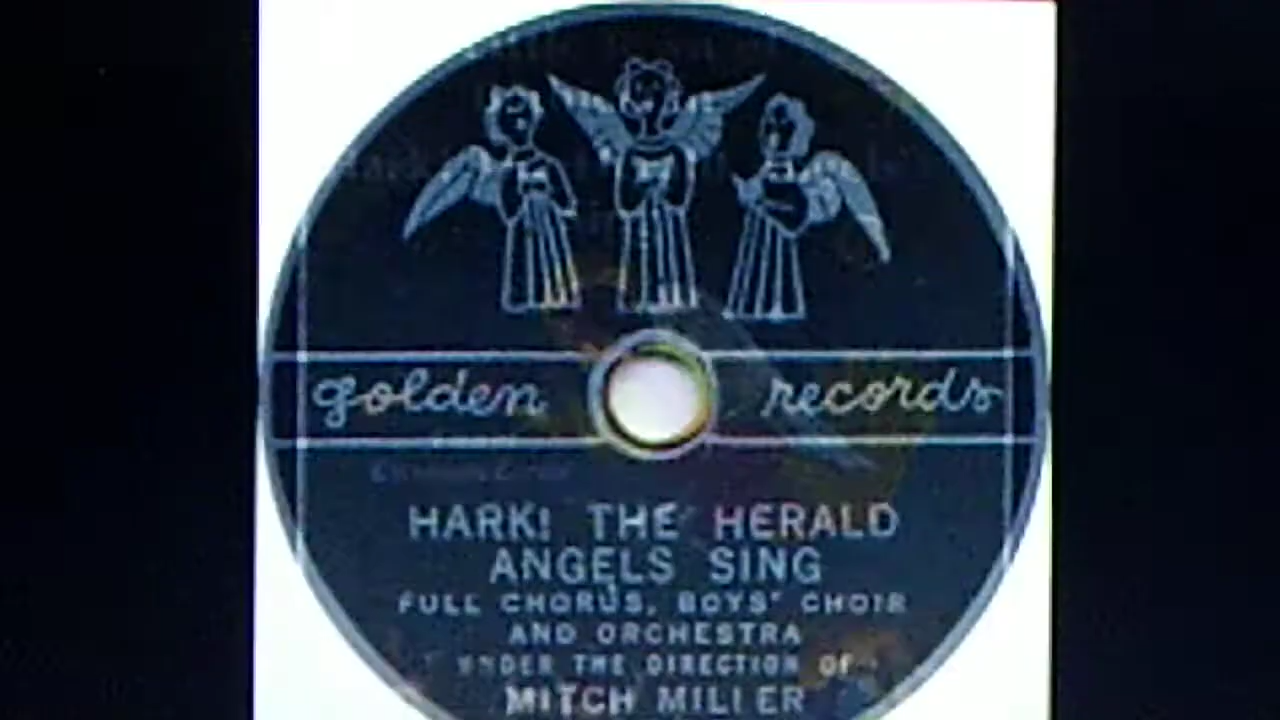 golden records
HARK! THE HERALD
ANGELS SING
FULL CHORUS, BOYS' CHOIR
AND ORCHESTRA
UNDER THE DIRECTION OF
MITCH MILLER